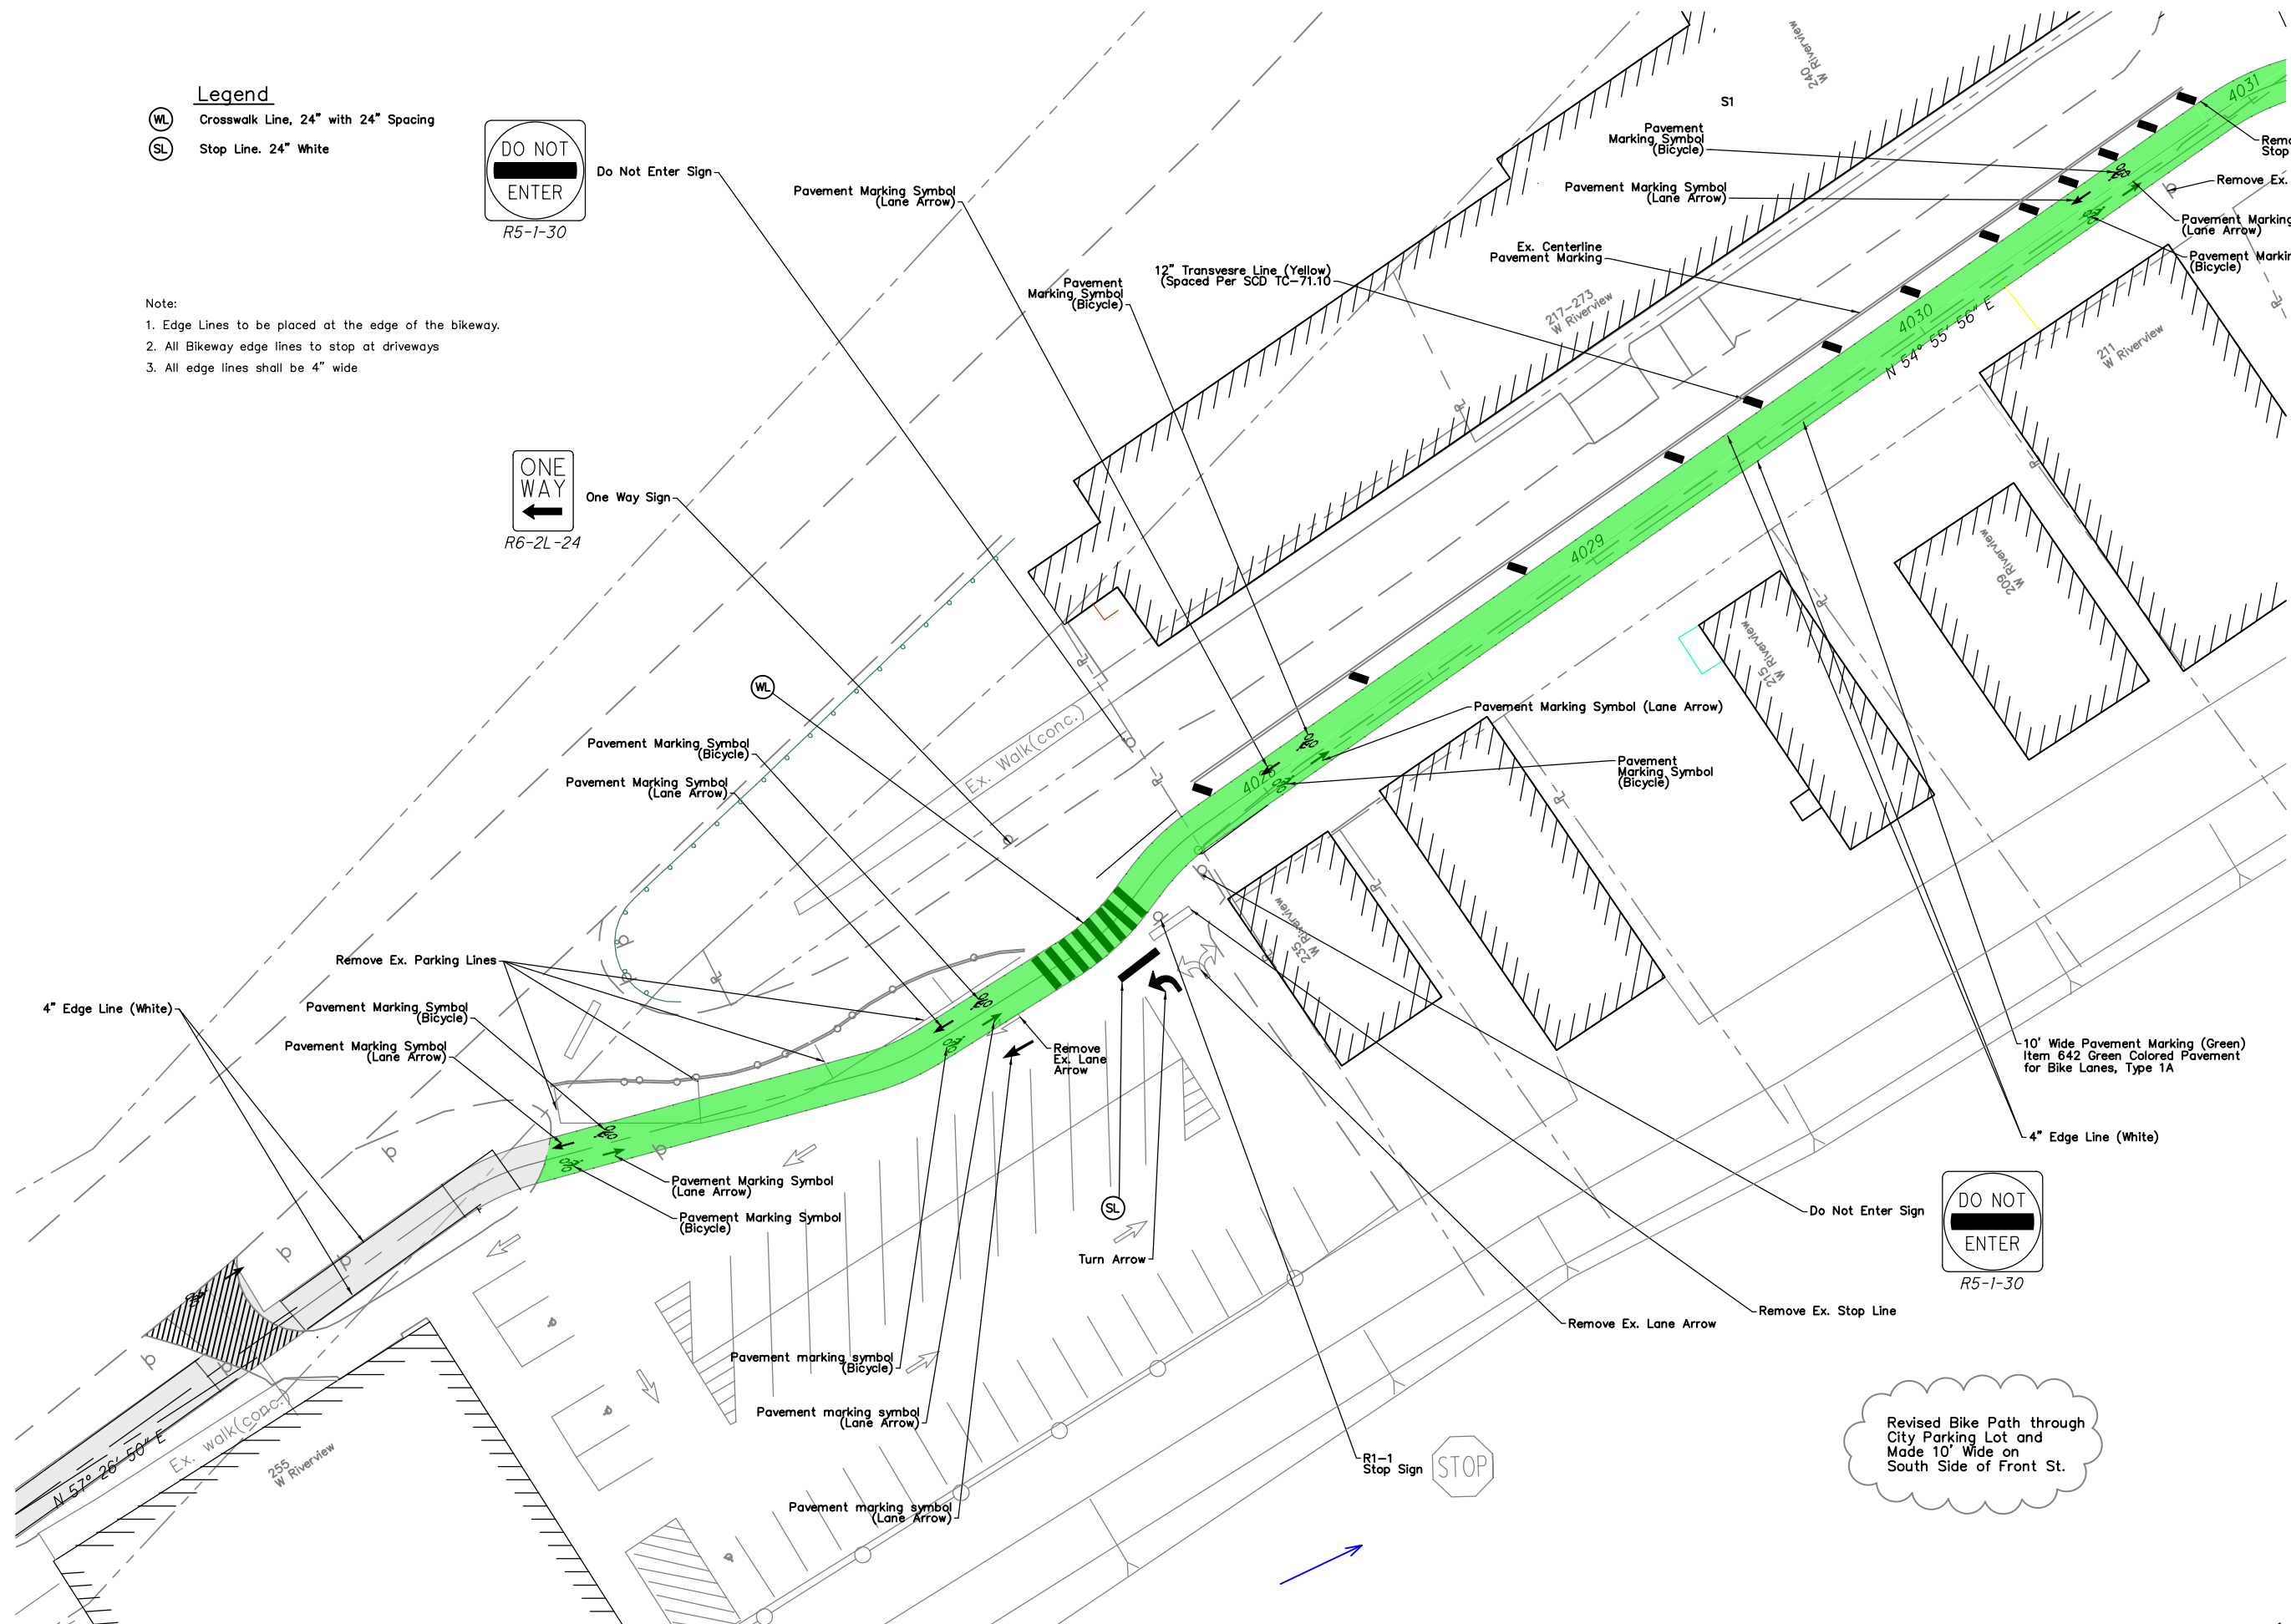 Legend
WL Crosswalk Line, 24" with 24" Spacing
SL Stop Line. 24" White
DO NOT
ENTER
R5-1-30
Do Not Enter Sign
Note:
1. Edge Lines to be placed at the edge of the bikeway.
2. All Bikeway edge lines to stop at driveways
3. All edge lines shall be 4" wide
ONE
WAY
R6-2L-24
One Way Sign
Pavement Marking Symbol
(Lane Arrow)
Pavement
Marking Symbol
(Bicycle)
12" Transvesre Line (Yellow)
(Spaced Per SCD TC-71.10
Ex. Centerline
Pavement Marking
Pavement Marking Symbol
(Lane Arrow)
Pavement
Marking Symbol
(Bicycle)
S1
240
W Riverview
217-273
W Riverview
4031
Stop
Remove Ex.
Pavement Marking
(Lane Arrow)
(Bicycle)
4030
N 54° 55' 56" E
211
W Riverview
4029
209
W Riverview
215
W Riverview
Pavement Marking Symbol (Lane Arrow)
Pavement
Marking Symbol
(Bicycle)
Ex. Walk(conc.)
WL
Pavement Marking Symbol
(Bicycle)
Pavement Marking Symbol
(Lane Arrow)
235
W Riverview
Remove Ex. Parking Lines
4" Edge Line (White)
Pavement Marking Symbol
(Bicycle)
Pavement Marking Symbol
(Lane Arrow)
Remove
Ex. Lane
Arrow
10' Wide Pavement Marking (Green)
Item 642 Green Colored Pavement
for Bike Lanes, Type 1A
4" Edge Line (White)
Pavement Marking Symbol
(Lane Arrow)
Pavement Marking Symbol
(Bicycle)
SL
Turn Arrow
Do Not Enter Sign
DO NOT
ENTER
R5-1-30
Remove Ex. Stop Line
Remove Ex. Lane Arrow
Pavement marking symbol
(Bicycle)
Pavement marking symbol
(Lane Arrow)
Pavement marking symbol
(Lane Arrow)
R1-1
Stop Sign
STOP
Ex. walk(conc.)
N 57° 26' 50" E
255
W Riverview
Revised Bike Path through
City Parking Lot and
Made 10' Wide on
South Side of Front St.